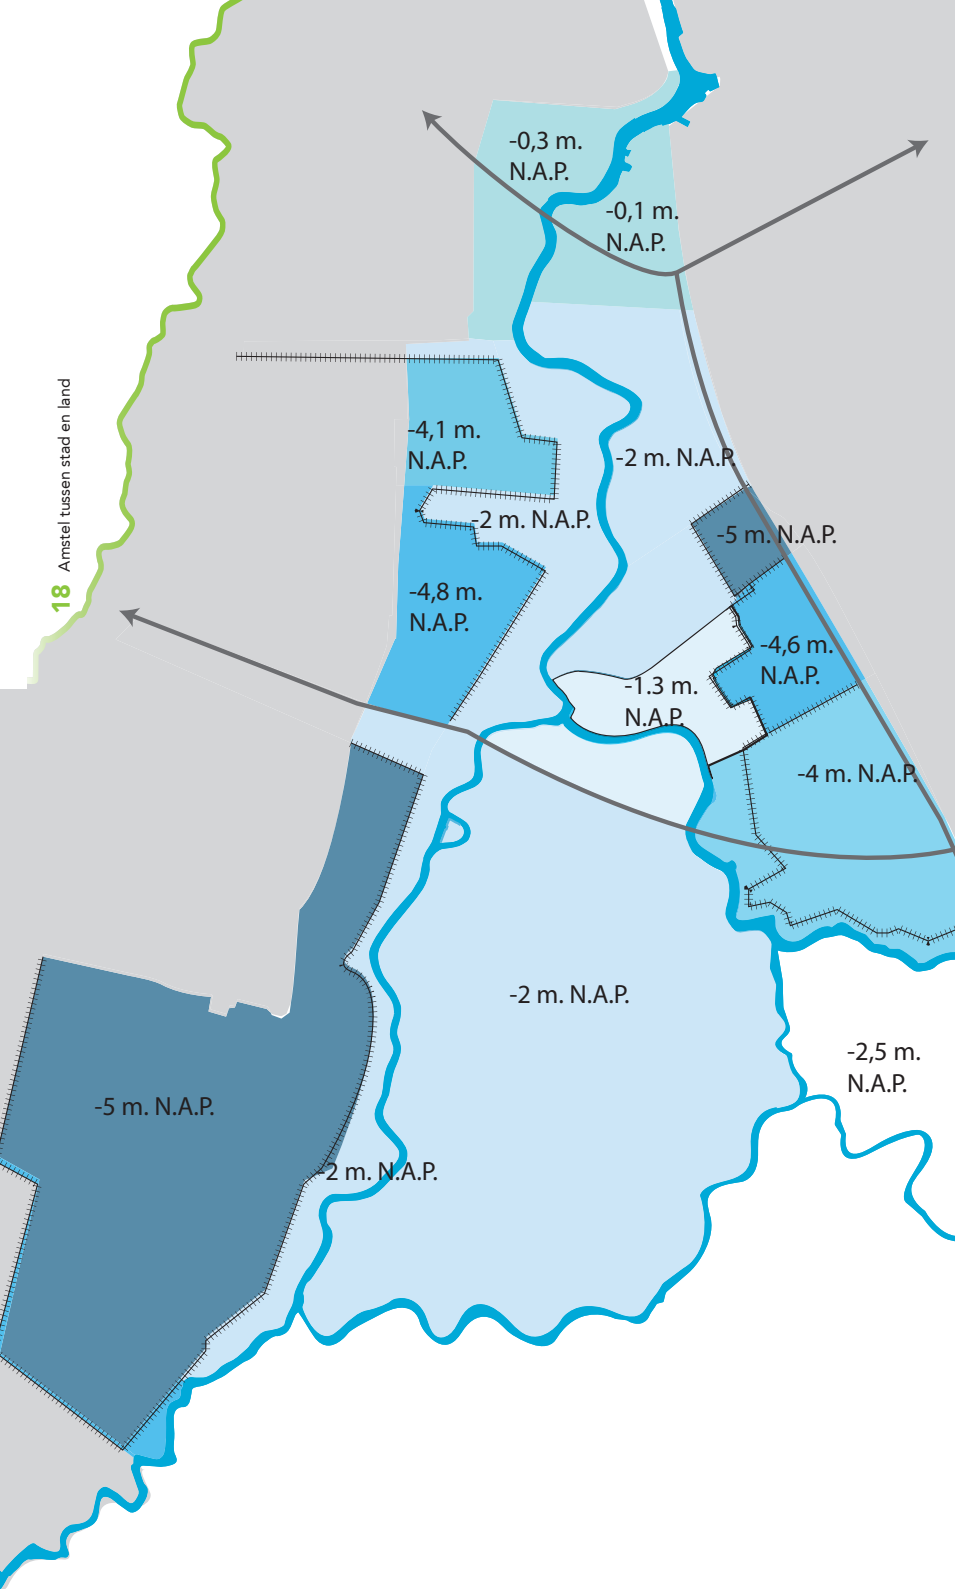 -0,3 m.
N.A.P.
-0,1 m.
N.A.P.
18 Amstel tussen stad en land
-4,1 m.
N.A.P.
-2 m. N.A.P.
-2 m. N.A.P.
-5 m. N.A.P.
-4,8 m.
N.A.P.
-4,6 m.
N.A.P.
-1.3 m.
N.A.P.
-4 m. N.A.P.
-2 m. N.A.P.
-2,5 m.
N.A.P.
-5 m. N.A.P.
-2 m. N.A.P.